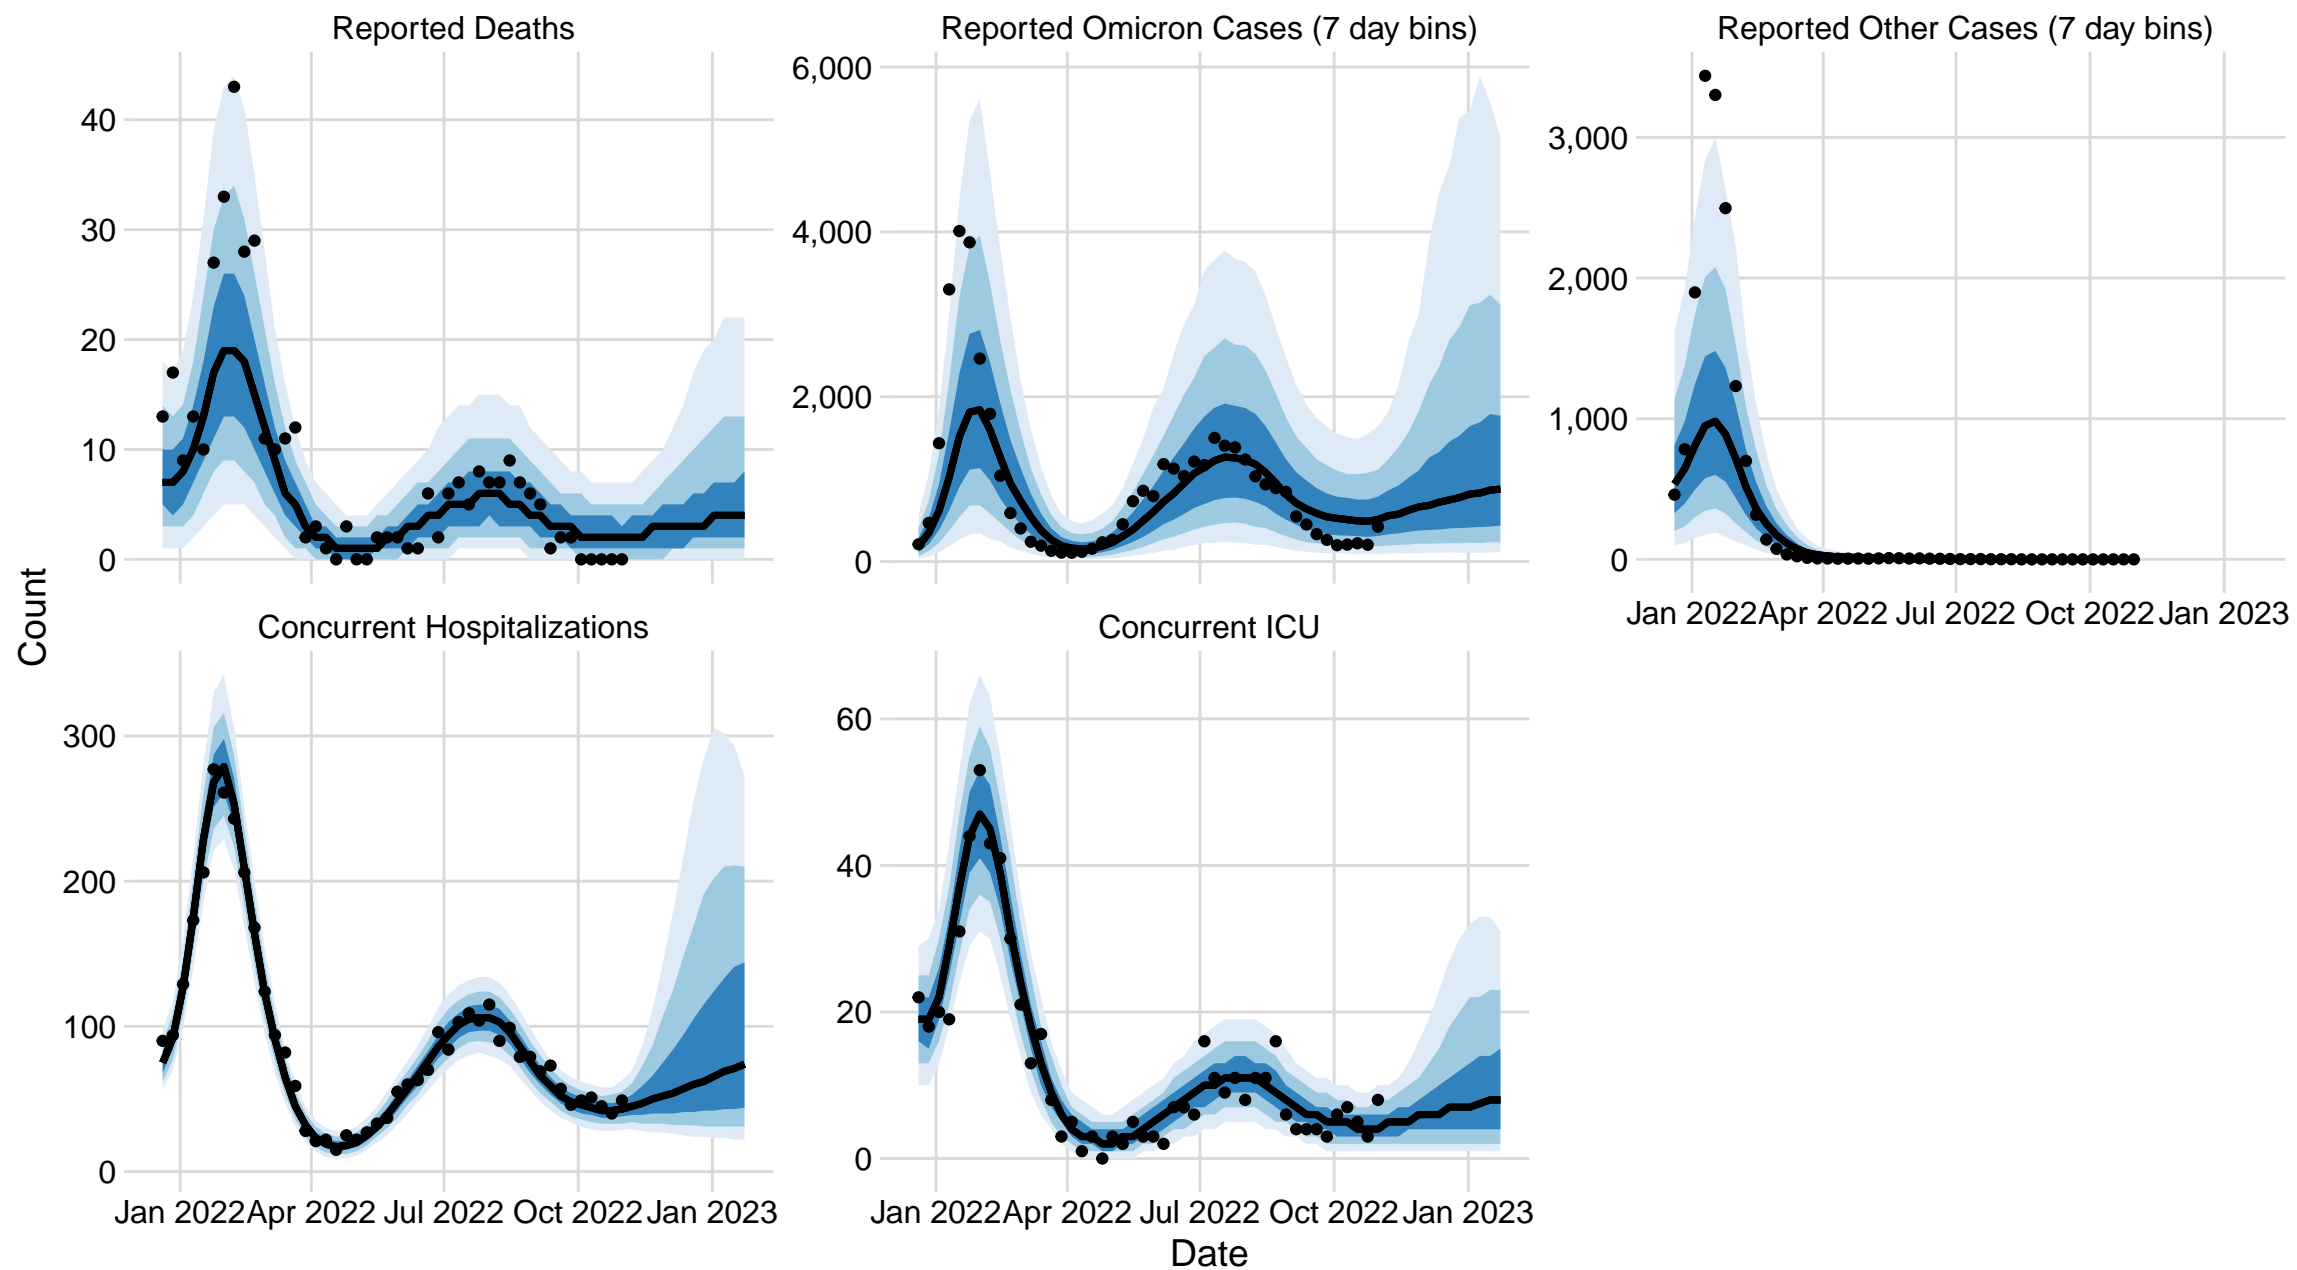 Reported Deaths
Reported Omicron Cases (7 day bins)
Reported Other Cases (7 day bins)
40
30
20
10
0
6,000
4,000
2,000
0
3,000
2,000
1,000
0
Jan 2022 Apr 2022 Jul 2022 Oct 2022 Jan 2023
Count
Concurrent Hospitalizations
Concurrent ICU
300
200
100
0
60
40
20
0
Jan 2022 Apr 2022 Jul 2022 Oct 2022 Jan 2023
Jan 2022 Apr 2022 Jul 2022 Oct 2022 Jan 2023
Date